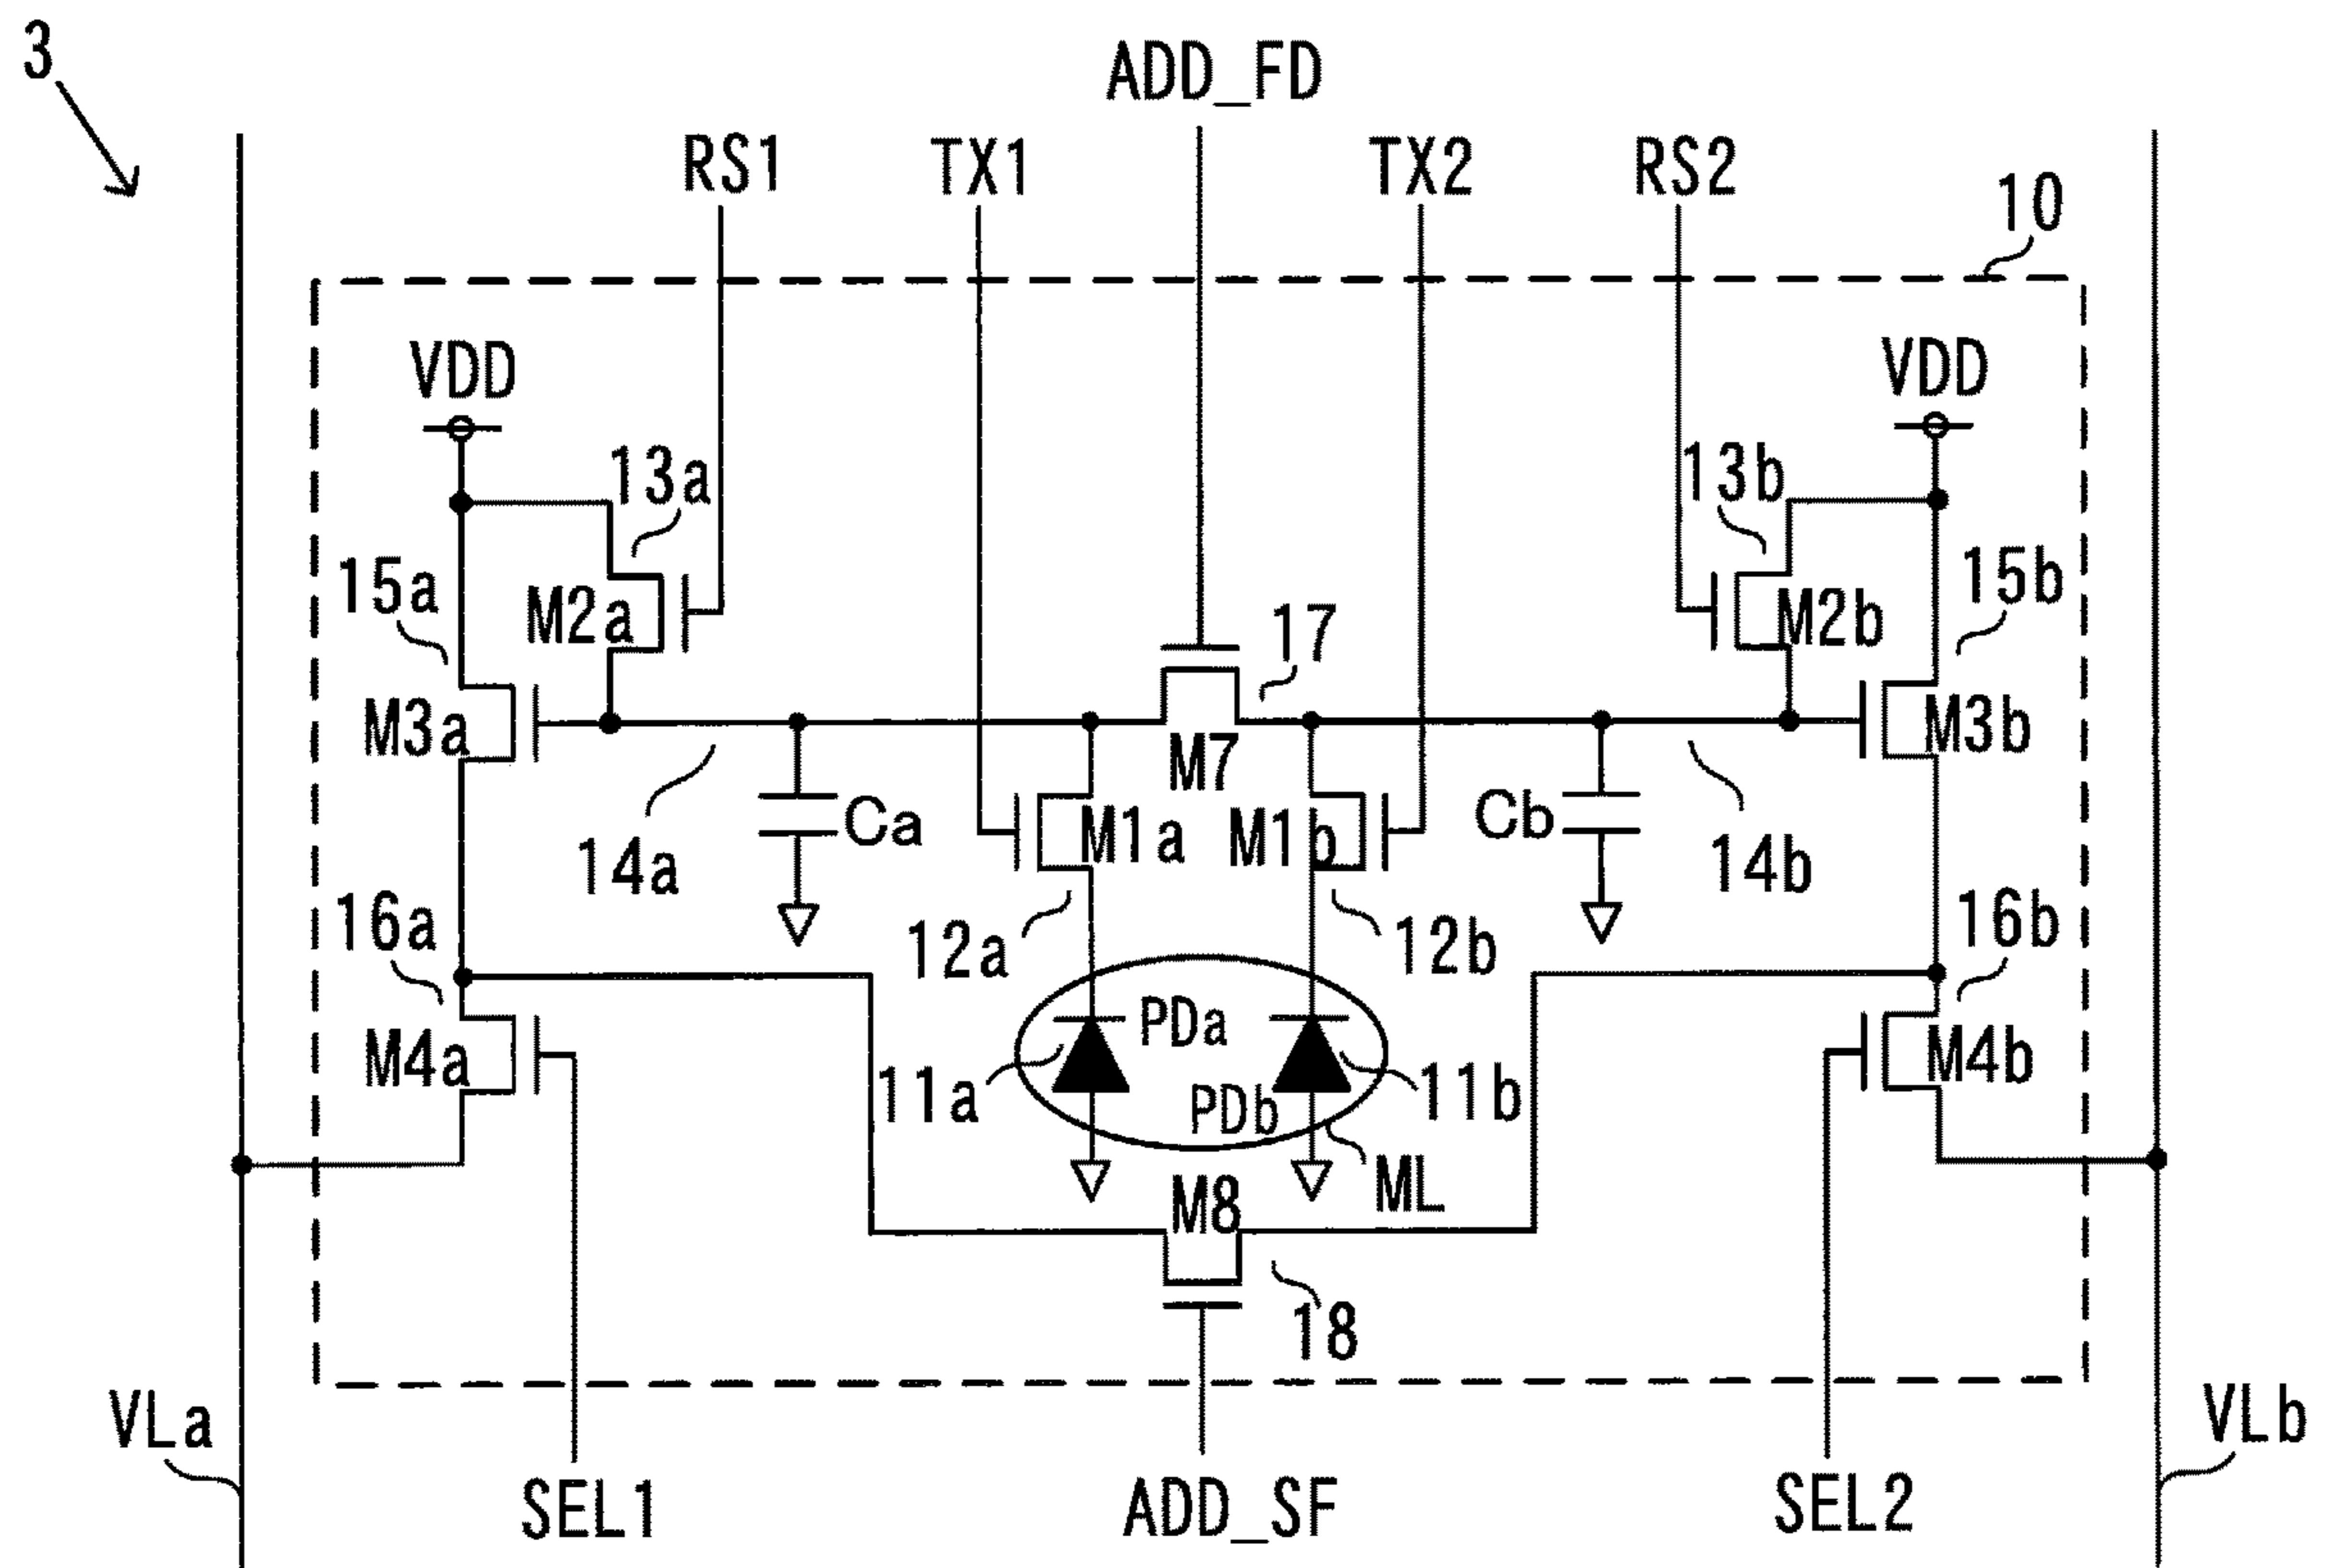 3
ADD_FD
RS1
TX1
TX2
RS2
10
VDD
VDD
13a
13b
15a
M2a
M2b
15b
17
M3a
M7
M3b
14a
Ca
M1a
M1b
Cb
14b
16a
12a
12b
16b
PDa
M4a
11a
PDb
11b
M4b
ML
M8
18
VLa
VLb
SEL1
ADD_SF
SEL2